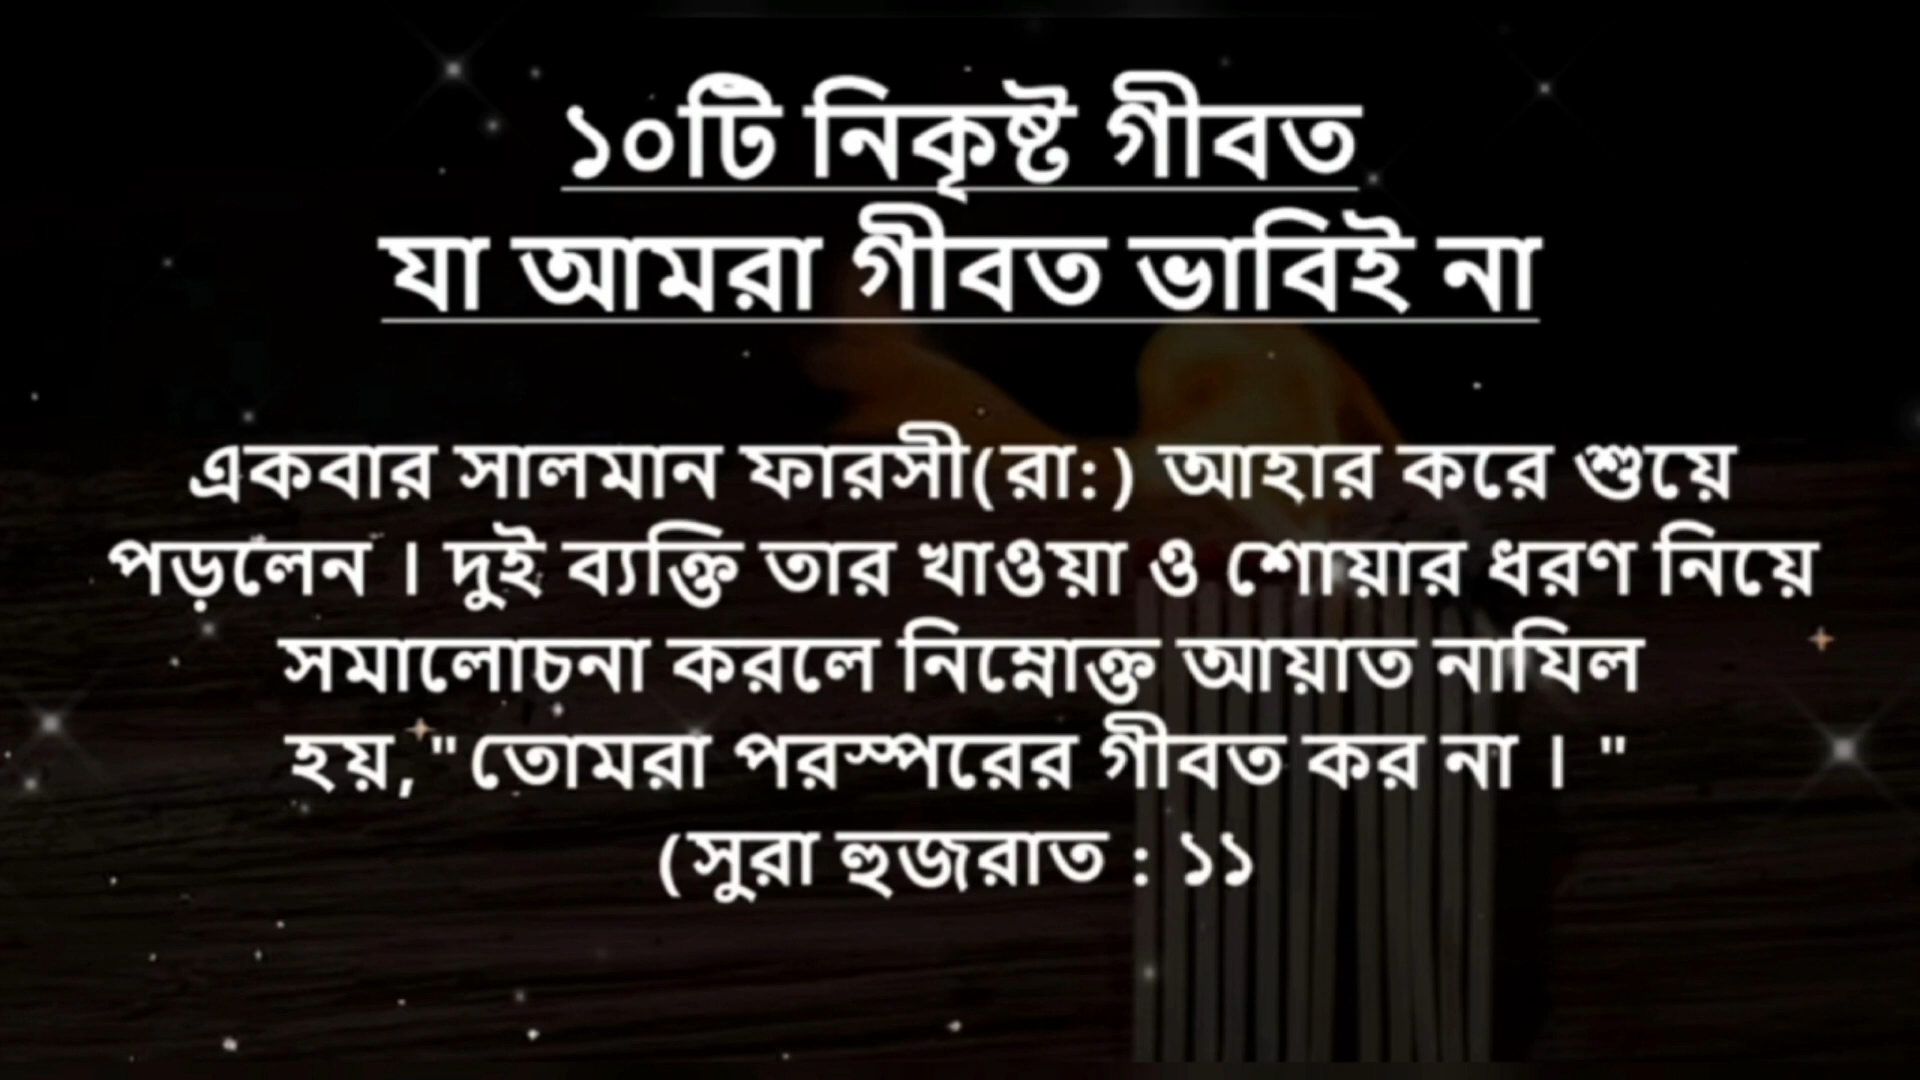 ১০টি নিকৃষ্ট গীবত
যা আমরা গীবত ভাবিই না
একবার সালমান ফারসী(রা:) আহার করে শুয়ে
পড়লেন । দুই ব্যক্তি তার খাওয়া ও শোয়ার ধরণ নিয়ে
সমালোচনা করলে নিম্নোক্ত আয়াত নাযিল
হয়,"তোমরা পরস্পরের গীবত কর না । "
(সুরা হুজরাত : ১১